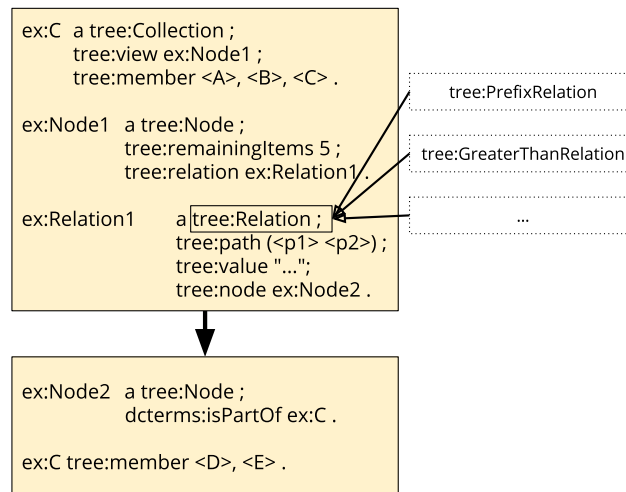 ex:C a tree:Collection ;
tree:view ex:Node1 ;
tree:member <A>, <B>, <C> .
ex:Node1 a tree:Node ;
tree:remainingItems 5 ;
tree:relation ex:Relation1 .
ex:Relation1 a tree:Relation ;
tree:path (<p1> <p2>) ;
tree:value "...";
tree:node ex:Node2 .
tree:PrefixRelation
tree:GreaterThanRelation
...
ex:Node2 a tree:Node ;
dcterms:isPartOf ex:C .
ex:C tree:member <D>, <E> .